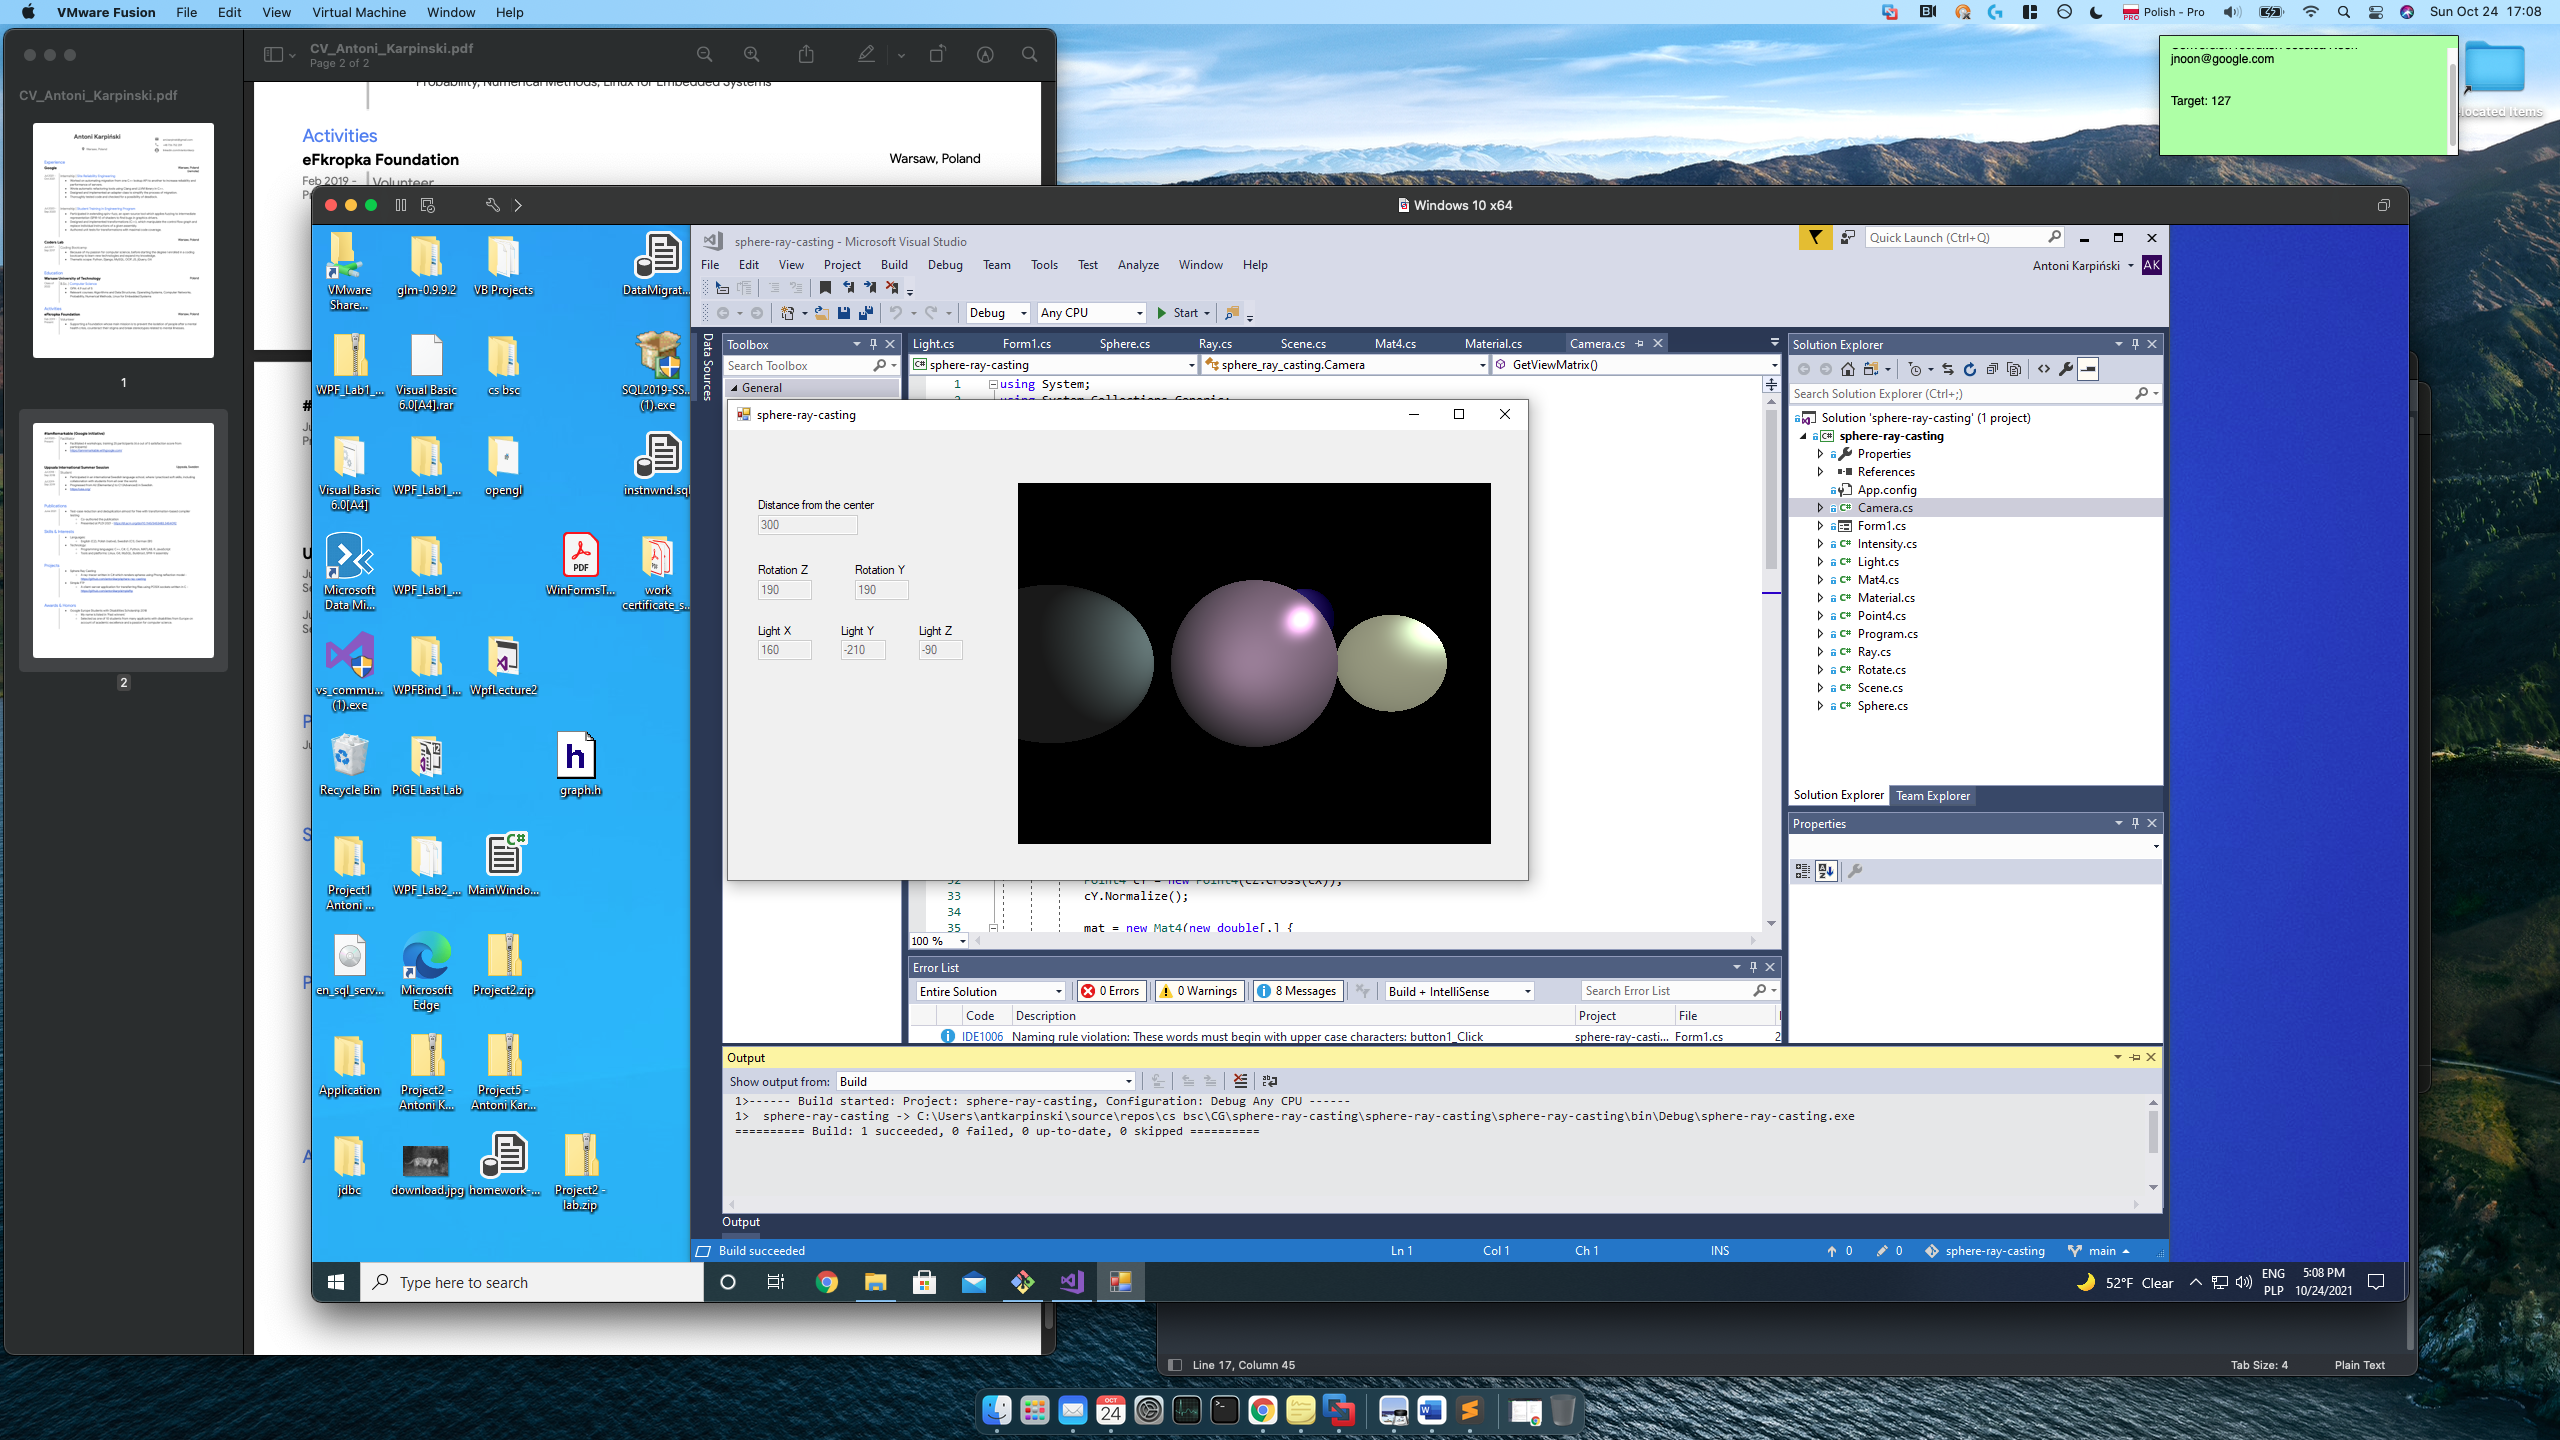 VMware Fusion File Edit View Virtual Machine Window Help
Polish - Pro Sun Oct 24 17:08
CV_Antoni_Karpinski.pdf
Page 2 of 2
CV_Antoni_Karpinski.pdf
Antoni Karpiński
1
2
Probability, Numerical Methods, Linux for Embedded Systems
Activities
eFkropka Foundation
Warsaw, Poland
Feb 2019 -
Volunteer
jnoon@google.com
Target: 127
located Items
Windows 10 x64
VMware Share...
glm-0.9.9.2
VB Projects
DataMigrat...
WPF_Lab1_...
Visual Basic 6.0[A4].rar
cs bsc
SQL2019-SS... (1).exe
Visual Basic 6.0[A4]
WPF_Lab1_...
opengl
instnwnd.sql
Microsoft Data Mi...
WPF_Lab1_...
WinFormsT...
work certificate_s...
vs_commu... (1).exe
WPFBind_1...
WpfLecture2
Recycle Bin
PiGE Last Lab
graph.h
Project1 Antoni ...
WPF_Lab2_...
MainWindo...
en_sql_serv...
Microsoft Edge
Project2.zip
Application
Project2 - Antoni K...
Project5 - Antoni Kar...
jdbc
download.jpg
homework-...
Project2 - lab.zip
sphere-ray-casting - Microsoft Visual Studio
Quick Launch (Ctrl+Q)
File Edit View Project Build Debug Team Tools Test Analyze Window Help
Antoni Karpiński AK
Debug Any CPU Start
Data Sources
Toolbox
Search Toolbox
General
Light.cs Form1.cs Sphere.cs Ray.cs Scene.cs Mat4.cs Material.cs Camera.cs
sphere-ray-casting sphere_ray_casting.Camera GetViewMatrix()
1 using System;
sphere-ray-casting
Distance from the center
300
Rotation Z Rotation Y
190 190
Light X Light Y Light Z
160 -210 -90
33 cY.Normalize();
34
35 mat = new Mat4(new double[,] {
100 %
Solution Explorer
Search Solution Explorer (Ctrl+;)
Solution 'sphere-ray-casting' (1 project)
sphere-ray-casting
Properties
References
App.config
Camera.cs
Form1.cs
Intensity.cs
Light.cs
Mat4.cs
Material.cs
Point4.cs
Program.cs
Ray.cs
Rotate.cs
Scene.cs
Sphere.cs
Solution Explorer Team Explorer
Properties
Error List
Entire Solution 0 Errors 0 Warnings 8 Messages Build + IntelliSense Search Error List
Code Description Project File
IDE1006 Naming rule violation: These words must begin with upper case characters: button1_Click sphere-ray-casti... Form1.cs 2
Output
Show output from: Build
1>------ Build started: Project: sphere-ray-casting, Configuration: Debug Any CPU ------
1> sphere-ray-casting -> C:\Users\antkarpinski\source\repos\cs bsc\CG\sphere-ray-casting\sphere-ray-casting\sphere-ray-casting\bin\Debug\sphere-ray-casting.exe
========== Build: 1 succeeded, 0 failed, 0 up-to-date, 0 skipped ==========
Output
Build succeeded Ln 1 Col 1 Ch 1 INS 0 0 sphere-ray-casting main
Type here to search
52°F Clear
ENG PLP
5:08 PM
10/24/2021
Line 17, Column 45 Tab Size: 4 Plain Text
OCT 24